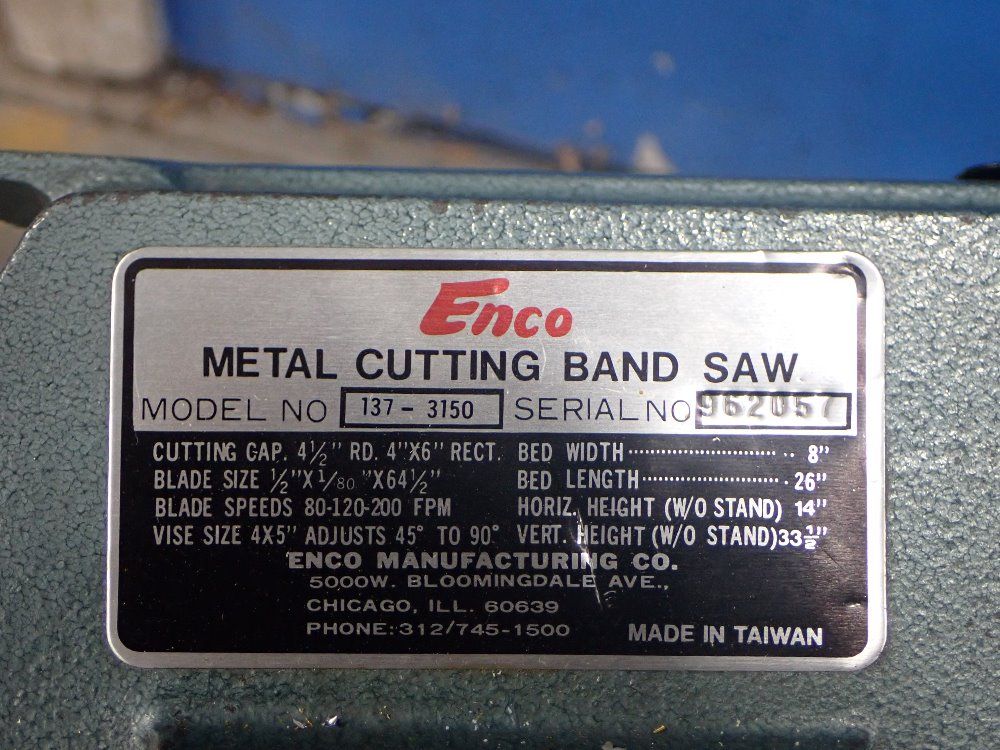 Enco
METAL CUTTING BAND SAW
MODEL NO 137 - 3150 SERIAL NO 962057
CUTTING CAP. 4½" RD. 4"X6" RECT. BED WIDTH ........................ 8"
BLADE SIZE ½"X1/80 "X64½" BED LENGTH ........................ 26"
BLADE SPEEDS 80-120-200 FPM HORIZ. HEIGHT (W/O STAND) 14"
VISE SIZE 4X5" ADJUSTS 45° TO 90° VERT. HEIGHT (W/O STAND) 33½"
ENCO MANUFACTURING CO.
5000W. BLOOMINGDALE AVE.,
CHICAGO, ILL. 60639
PHONE:312/745-1500 MADE IN TAIWAN